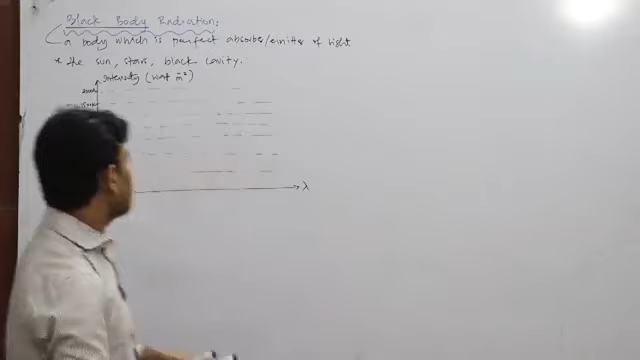 Black Body Radiation:
a body which is perfect absorber/emitter of light
* the sun, stars, black cavity.
Intensity (Watt m⁻²)
λ